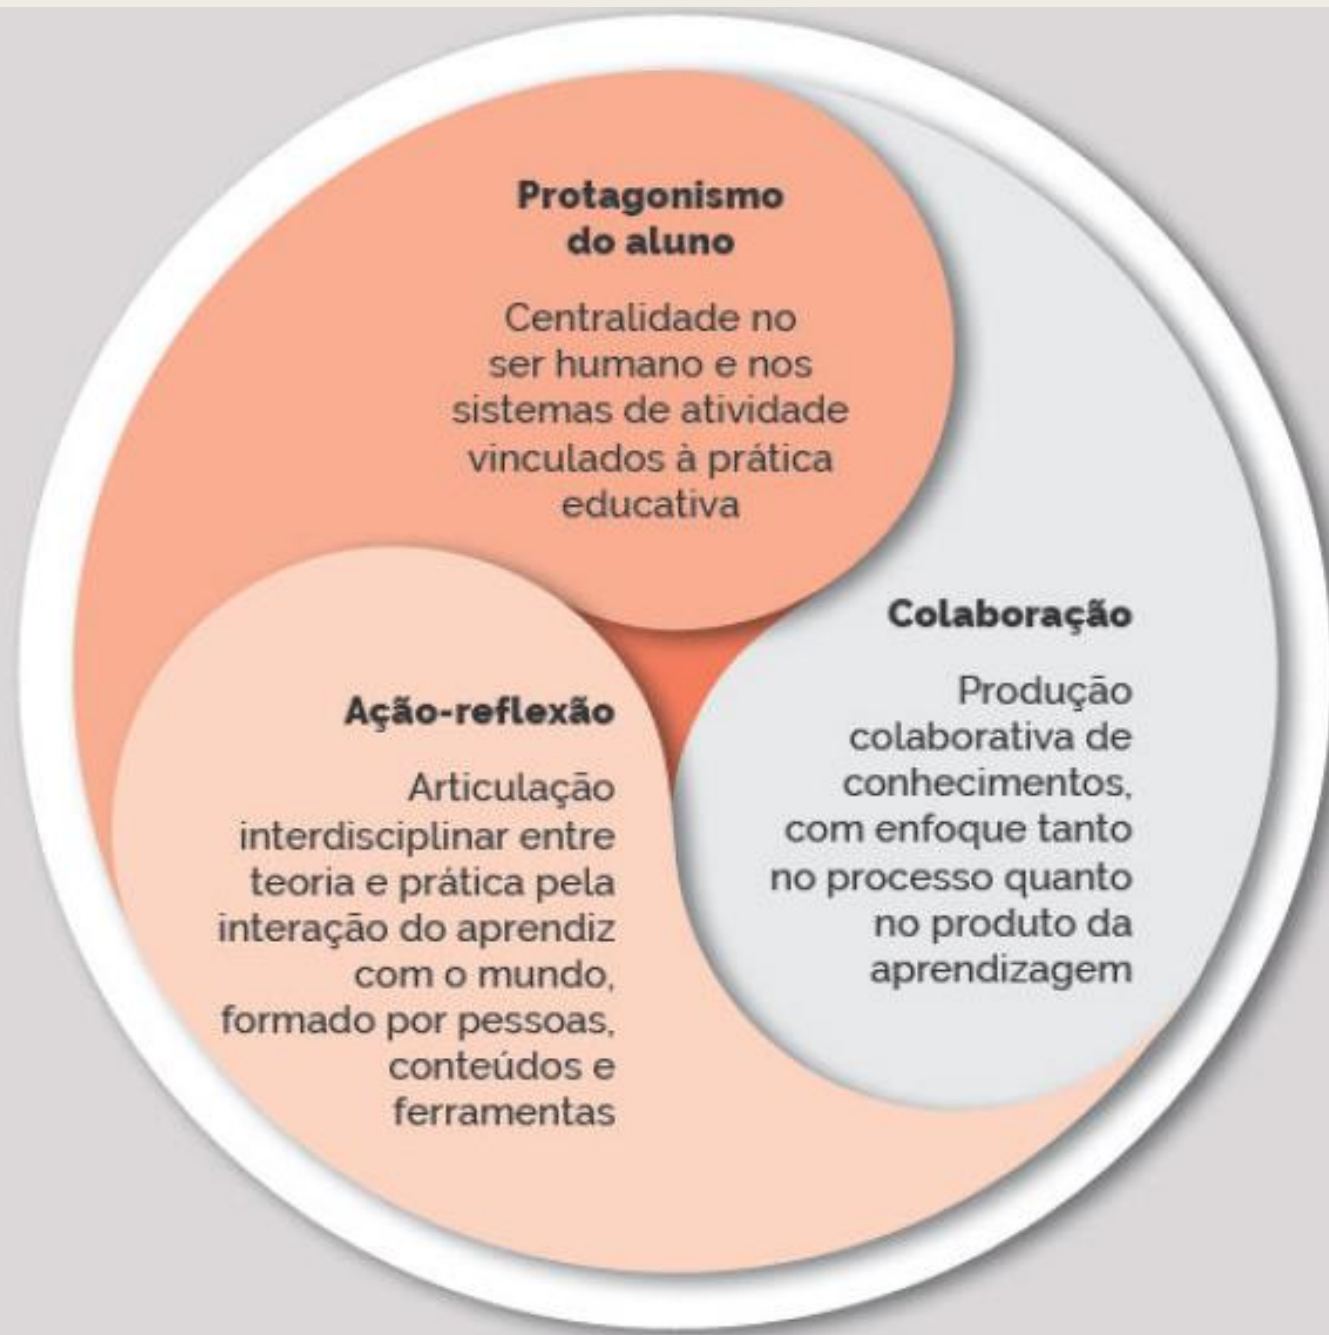 Protagonismo
do aluno
Centralidade no
ser humano e nos
sistemas de atividade
vinculados à prática
educativa
Colaboração
Produção
colaborativa de
conhecimentos,
com enfoque tanto
no processo quanto
no produto da
aprendizagem
Ação-reflexão
Articulação
interdisciplinar entre
teoria e prática pela
interação do aprendiz
com o mundo,
formado por pessoas,
conteúdos e
ferramentas